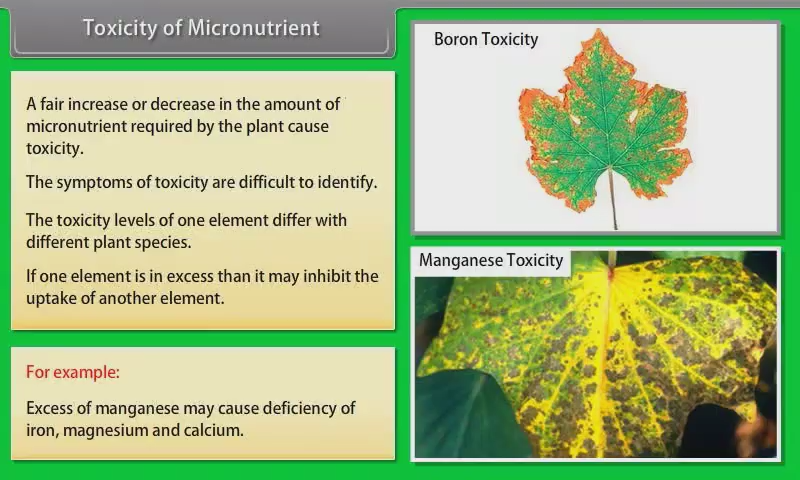 Toxicity of Micronutrient
A fair increase or decrease in the amount of
micronutrient required by the plant cause
toxicity.
The symptoms of toxicity are difficult to identify.
The toxicity levels of one element differ with
different plant species.
If one element is in excess than it may inhibit the
uptake of another element.
For example:
Excess of manganese may cause deficiency of
iron, magnesium and calcium.
Boron Toxicity
Manganese Toxicity